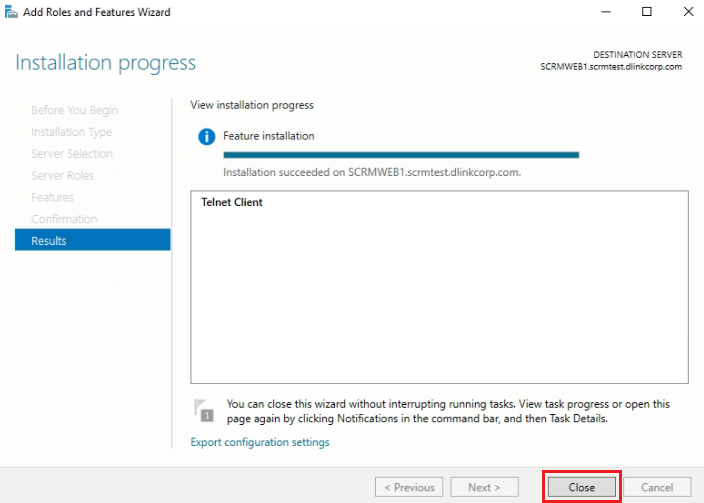 Add Roles and Features Wizard
Installation progress
DESTINATION SERVER
SCRMWEB1.scrmtest.dlinkcorp.com
Before You Begin
Installation Type
Server Selection
Server Roles
Features
Confirmation
Results
View installation progress
Feature installation
Installation succeeded on SCRMWEB1.scrmtest.dlinkcorp.com.
Telnet Client
1
You can close this wizard without interrupting running tasks. View task progress or open this
page again by clicking Notifications in the command bar, and then Task Details.
Export configuration settings
< Previous
Next >
Close
Cancel